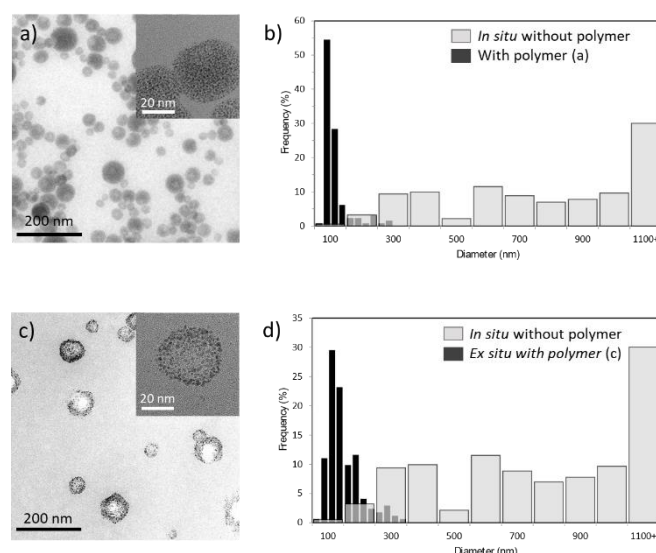 a)
20 nm
200 nm
b)
60
50
40
30
20
10
0
Frequency (%)
In situ without polymer
With polymer (a)
100
300
500
700
900
1100+
Diameter (nm)
c)
20 nm
200 nm
d)
35
30
25
20
15
10
5
0
Frequency (%)
In situ without polymer
Ex situ with polymer (c)
100
300
500
700
900
1100+
Diameter (nm)